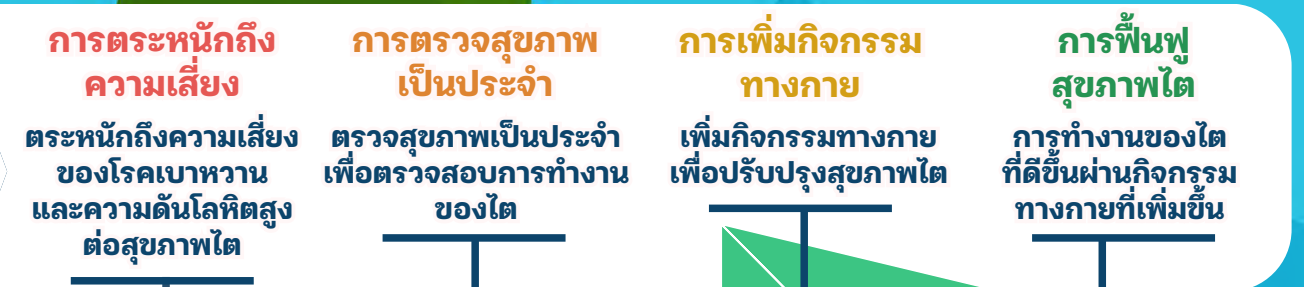 การตระหนักถึง
ความเสี่ยง
ตระหนักถึงความเสี่ยง
ของโรคเบาหวาน
และความดันโลหิตสูง
ต่อสุขภาพไต
การตรวจสุขภาพ
เป็นประจำ
ตรวจสุขภาพเป็นประจำ
เพื่อตรวจสอบการทำงาน
ของไต
การเพิ่มกิจกรรม
ทางกาย
เพิ่มกิจกรรมทางกาย
เพื่อปรับปรุงสุขภาพไต
การฟื้นฟู
สุขภาพไต
การทำงานของไต
ที่ดีขึ้นผ่านกิจกรรม
ทางกายที่เพิ่มขึ้น